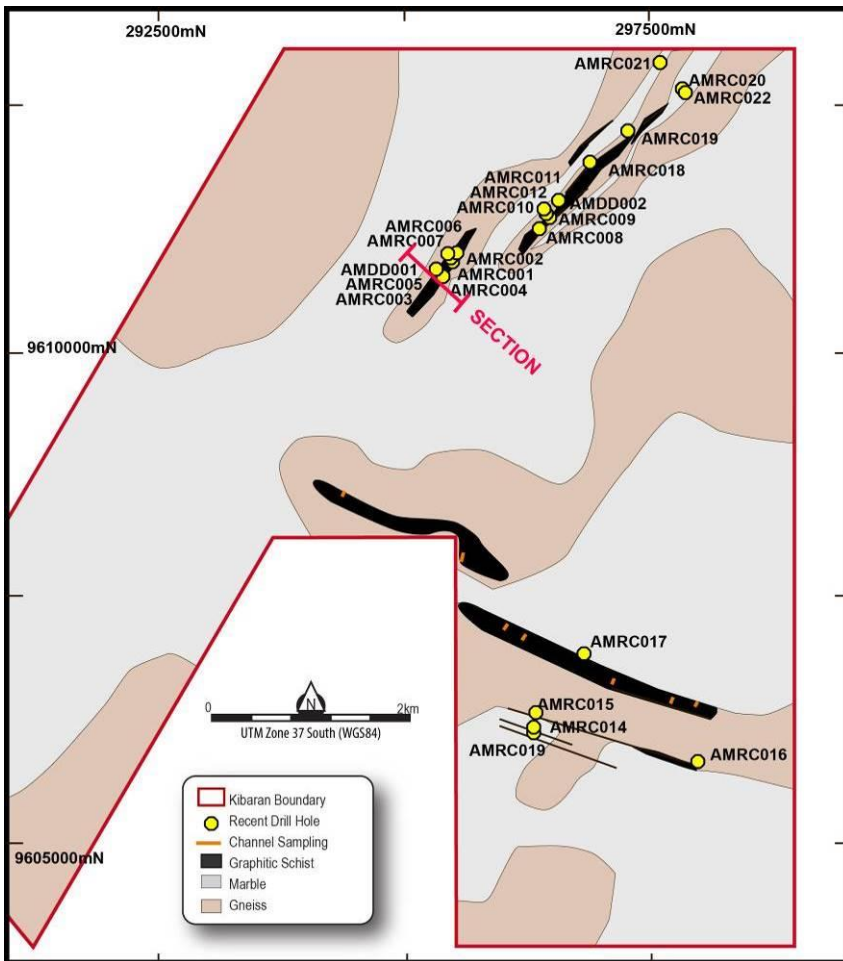 292500mN
297500mN
AMRC021
AMRC020
AMRC022
AMRC019
AMRC018
AMRC011
AMRC012
AMRC010
AMDD002
AMRC009
AMRC008
AMRC006
AMRC007
AMRC002
AMDD001
AMRC001
AMRC005
AMRC004
AMRC003
SECTION
9610000mN
AMRC017
AMRC015
AMRC014
AMRC019
AMRC016
N
0 2km
UTM Zone 37 South (WGS84)
Kibaran Boundary
Recent Drill Hole
Channel Sampling
Graphitic Schist
Marble
Gneiss
9605000mN